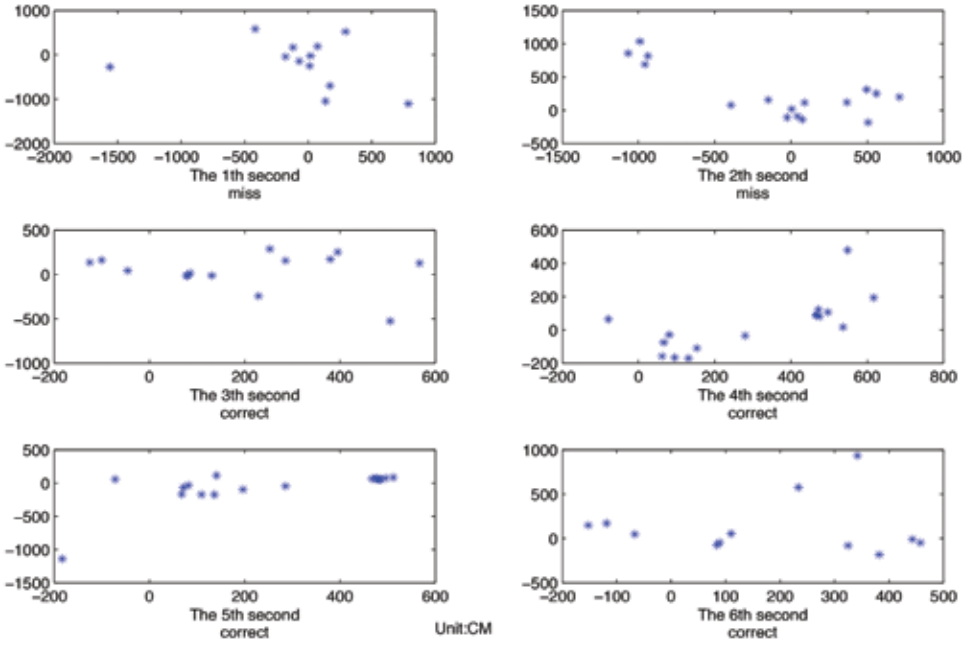 1000
0
−1000
−2000
−2000 −1500 −1000 −500 0 500 1000
The 1th second
miss
1500
1000
500
0
−500
−1500 −1000 −500 0 500 1000
The 2th second
miss
500
0
−500
−1000
−200 0 200 400 600
The 3th second
correct
600
400
200
0
−200
−200 0 200 400 600 800
The 4th second
correct
500
0
−500
−1000
−1500
−200 0 200 400 600
The 5th second
correct
Unit:CM
1000
500
0
−500
−200 −100 0 100 200 300 400 500
The 6th second
correct